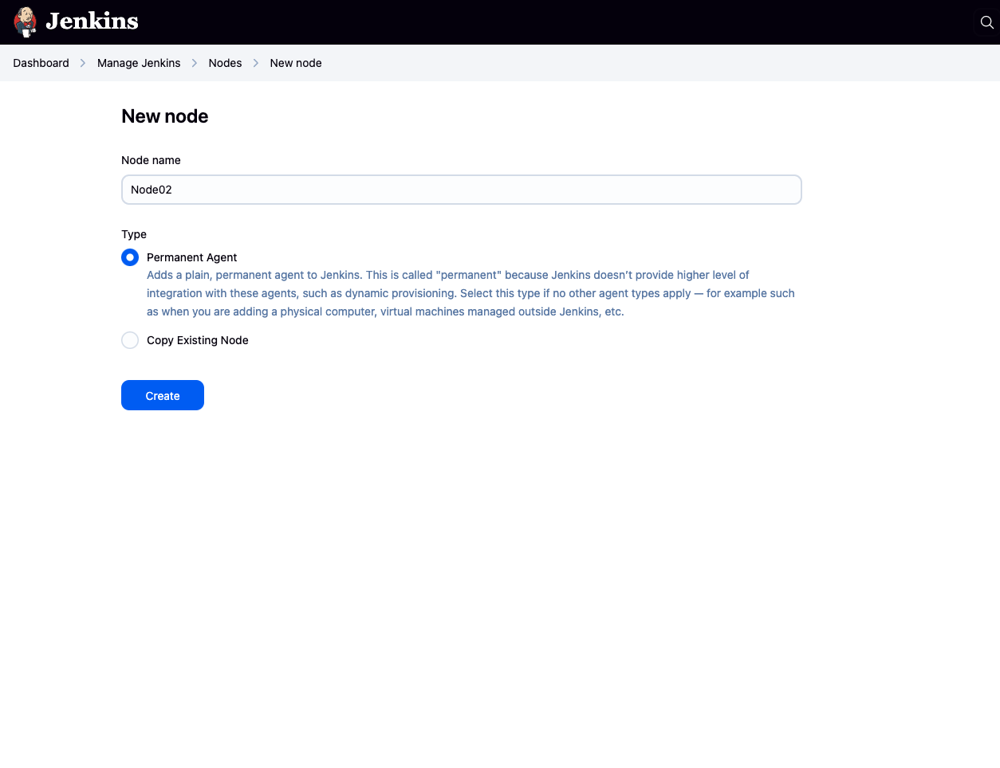 Jenkins
Dashboard Manage Jenkins Nodes New node
New node
Node name
Node02
Type
Permanent Agent
Adds a plain, permanent agent to Jenkins. This is called "permanent" because Jenkins doesn’t provide higher level of
integration with these agents, such as dynamic provisioning. Select this type if no other agent types apply — for example such
as when you are adding a physical computer, virtual machines managed outside Jenkins, etc.
Copy Existing Node
Create